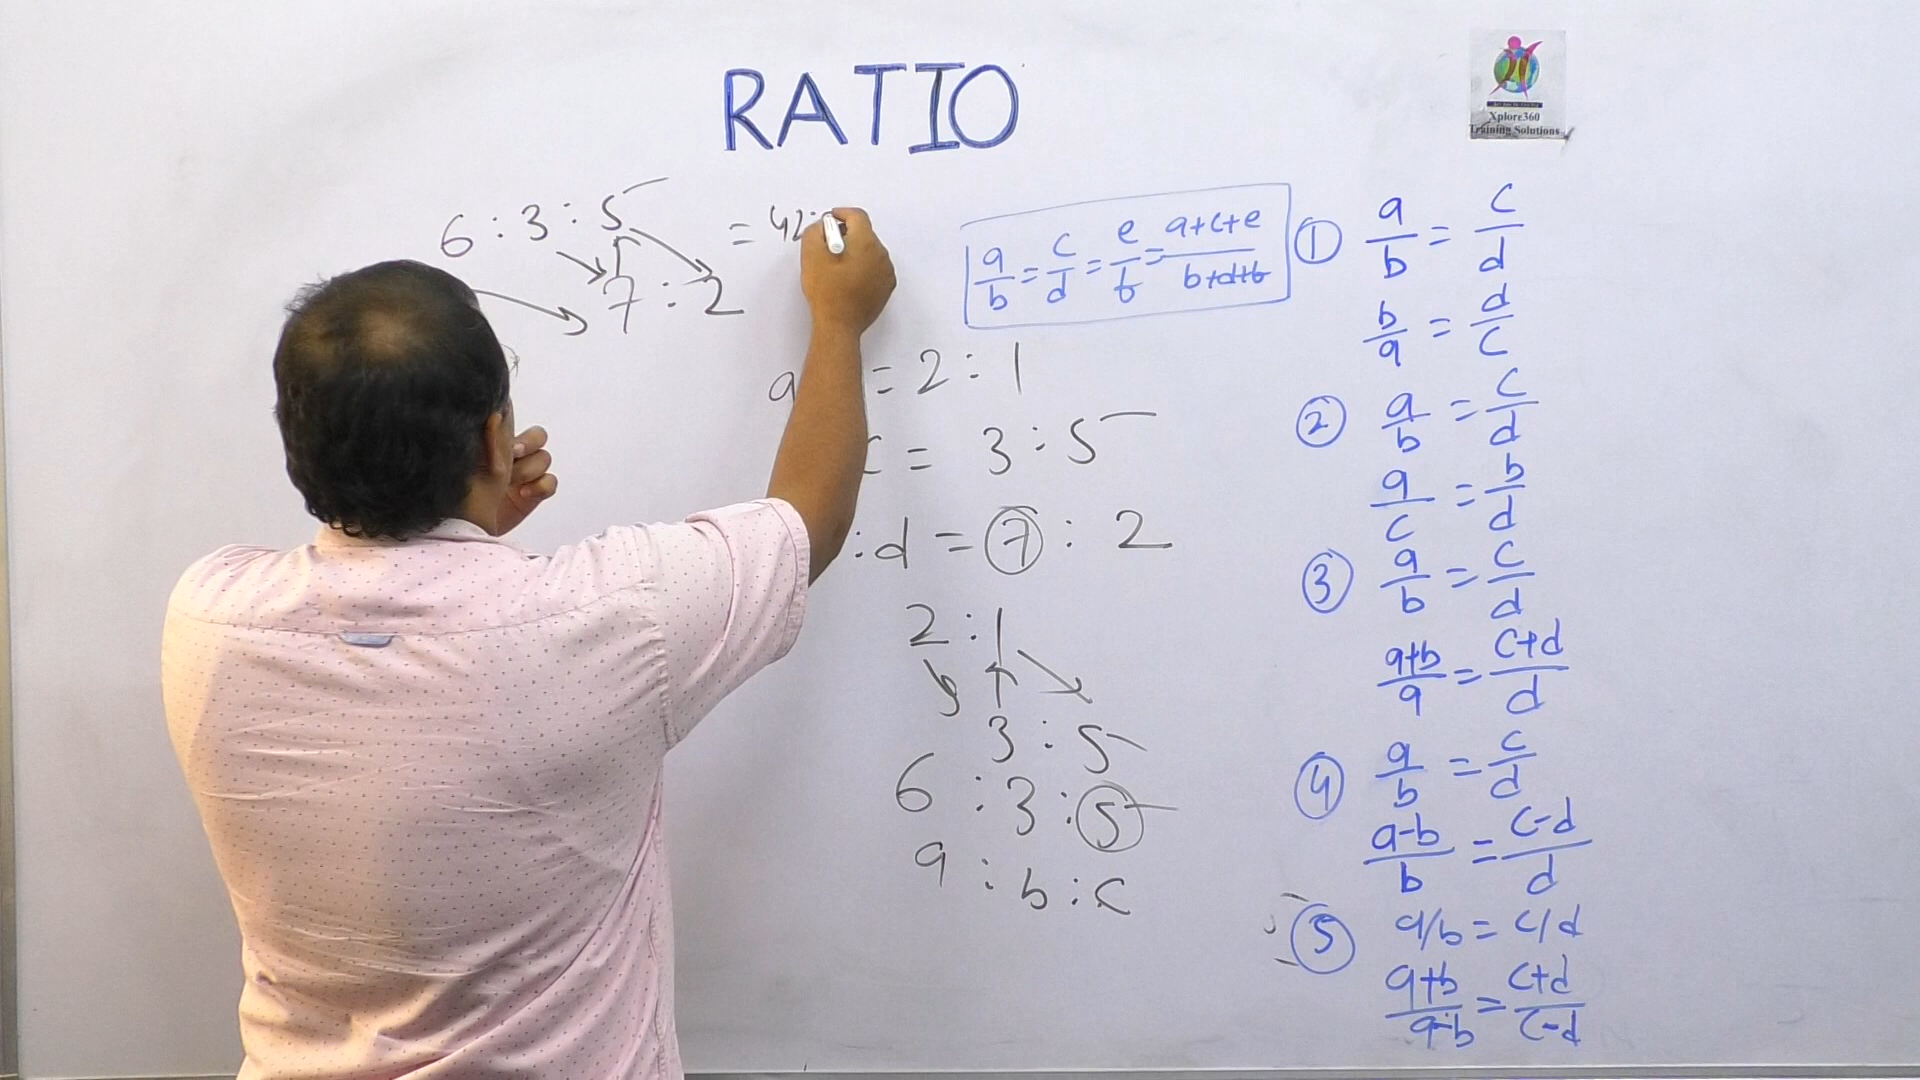 RATIO
Xplore360
Training Solutions
6 : 3 : 5
7 : 2
= 42 :
a/b = c/d = e/f = a+c+e/b+d+f
a = 2 : 1
c = 3 : 5
: d = 7 : 2
2 : 1
3 : 5
6 : 3 : 5
a : b : c
① a/b = c/d
b/a = d/c
② a/b = c/d
a/c = b/d
③ a/b = c/d
a+b/a = c+d/d
④ a/b = c/d
a-b/b = c-d/d
⑤ a/b = c/d
a+b/a-b = c+d/c-d